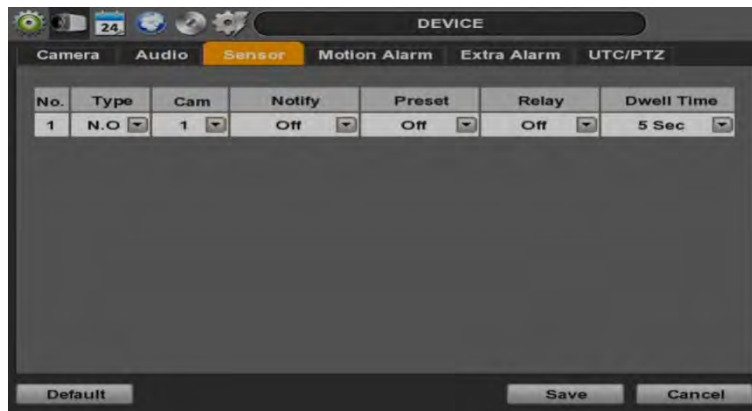 24 DEVICE
Camera Audio Sensor Motion Alarm Extra Alarm UTC/PTZ
No. Type Cam Notify Preset Relay Dwell Time
1 N.O 1 Off Off Off 5 Sec
Default Save Cancel